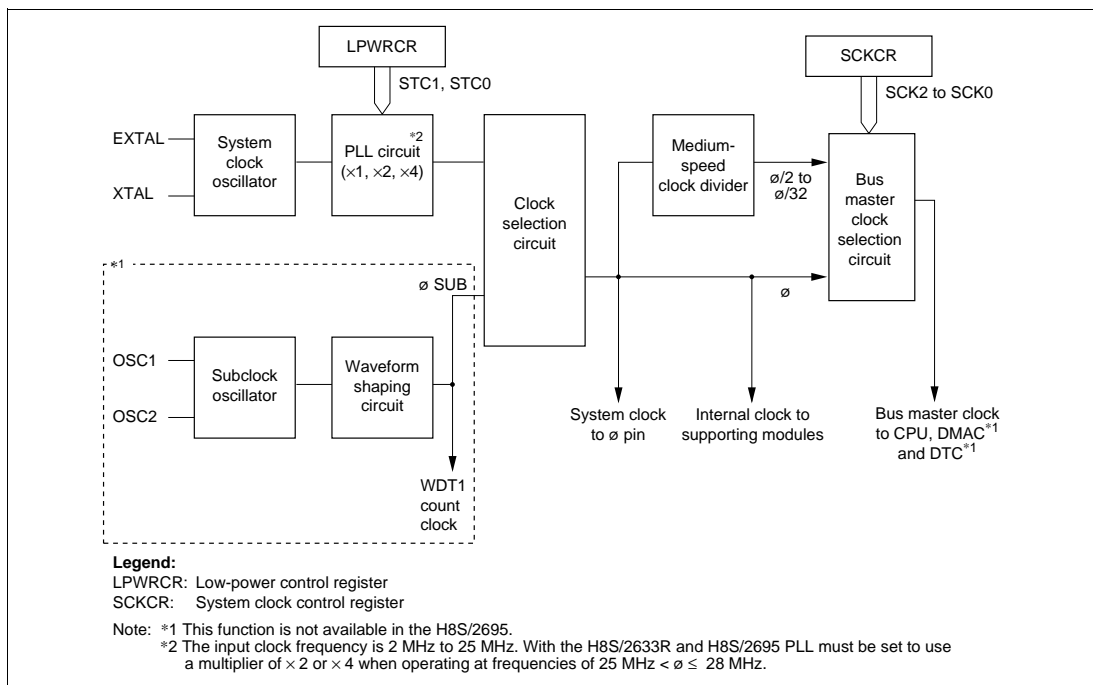 LPWRCR
STC1, STC0
SCKCR
SCK2 to SCK0
EXTAL
XTAL
System
clock
oscillator
*2
PLL circuit
(×1, ×2, ×4)
Clock
selection
circuit
Medium-
speed
clock divider
ø/2 to
ø/32
Bus
master
clock
selection
circuit
*1
ø SUB
ø
OSC1
OSC2
Subclock
oscillator
Waveform
shaping
circuit
WDT1
count
clock
System clock
to ø pin
Internal clock to
supporting modules
Bus master clock
to CPU, DMAC*1
and DTC*1
Legend:
LPWRCR: Low-power control register
SCKCR: System clock control register
Note: *1 This function is not available in the H8S/2695.
*2 The input clock frequency is 2 MHz to 25 MHz. With the H8S/2633R and H8S/2695 PLL must be set to use
a multiplier of × 2 or × 4 when operating at frequencies of 25 MHz < ø ≤ 28 MHz.